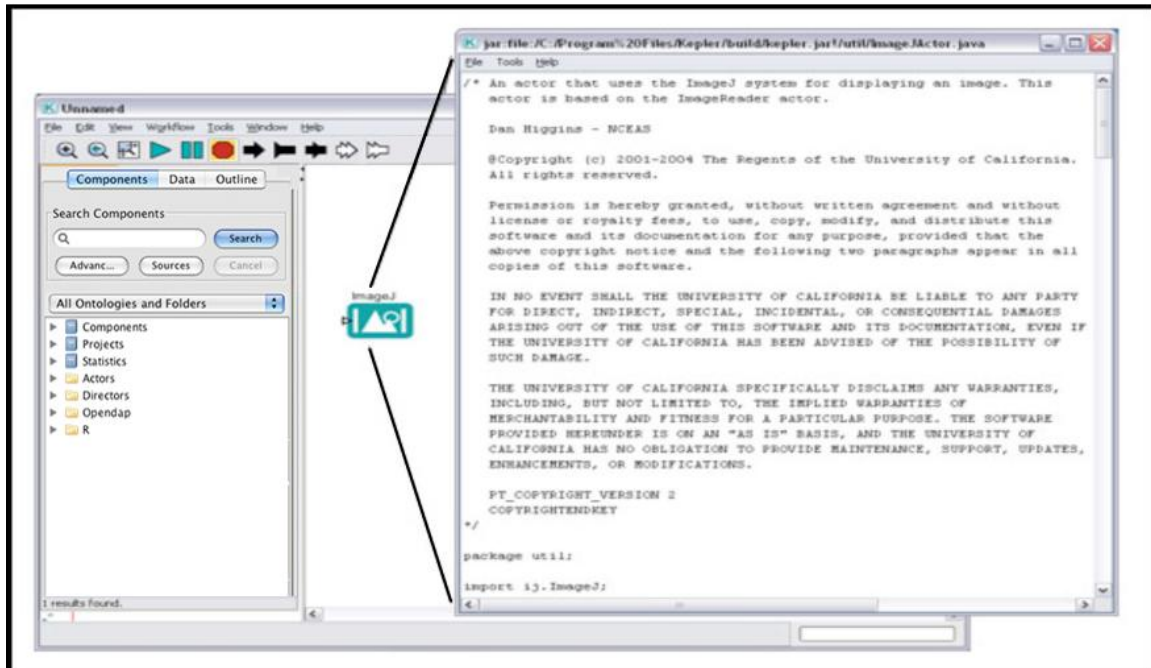 Unnamed
File Edit View Workflow Tools Window Help
Components Data Outline
Search Components
Search
Advanc... Sources Cancel
All Ontologies and Folders
Components
Projects
Statistics
Actors
Directors
Opendap
R
1 results found.
ImageJ
jar:file:/C:/Program%20Files/Kepler/build/kepler.jar!/util/ImageJActor.java
File Tools Help
/* An actor that uses the ImageJ system for displaying an image. This
actor is based on the ImageReader actor.
Dan Higgins - NCEAS
@Copyright (c) 2001-2004 The Regents of the University of California.
All rights reserved.
Permission is hereby granted, without written agreement and without
license or royalty fees, to use, copy, modify, and distribute this
software and its documentation for any purpose, provided that the
above copyright notice and the following two paragraphs appear in all
copies of this software.
IN NO EVENT SHALL THE UNIVERSITY OF CALIFORNIA BE LIABLE TO ANY PARTY
FOR DIRECT, INDIRECT, SPECIAL, INCIDENTAL, OR CONSEQUENTIAL DAMAGES
ARISING OUT OF THE USE OF THIS SOFTWARE AND ITS DOCUMENTATION, EVEN IF
THE UNIVERSITY OF CALIFORNIA HAS BEEN ADVISED OF THE POSSIBILITY OF
SUCH DAMAGE.
THE UNIVERSITY OF CALIFORNIA SPECIFICALLY DISCLAIMS ANY WARRANTIES,
INCLUDING, BUT NOT LIMITED TO, THE IMPLIED WARRANTIES OF
MERCHANTABILITY AND FITNESS FOR A PARTICULAR PURPOSE. THE SOFTWARE
PROVIDED HEREUNDER IS ON AN "AS IS" BASIS, AND THE UNIVERSITY OF
CALIFORNIA HAS NO OBLIGATION TO PROVIDE MAINTENANCE, SUPPORT, UPDATES,
ENHANCEMENTS, OR MODIFICATIONS.
PT_COPYRIGHT_VERSION 2
COPYRIGHTENDKEY
*/
package util;
import ij.ImageJ;